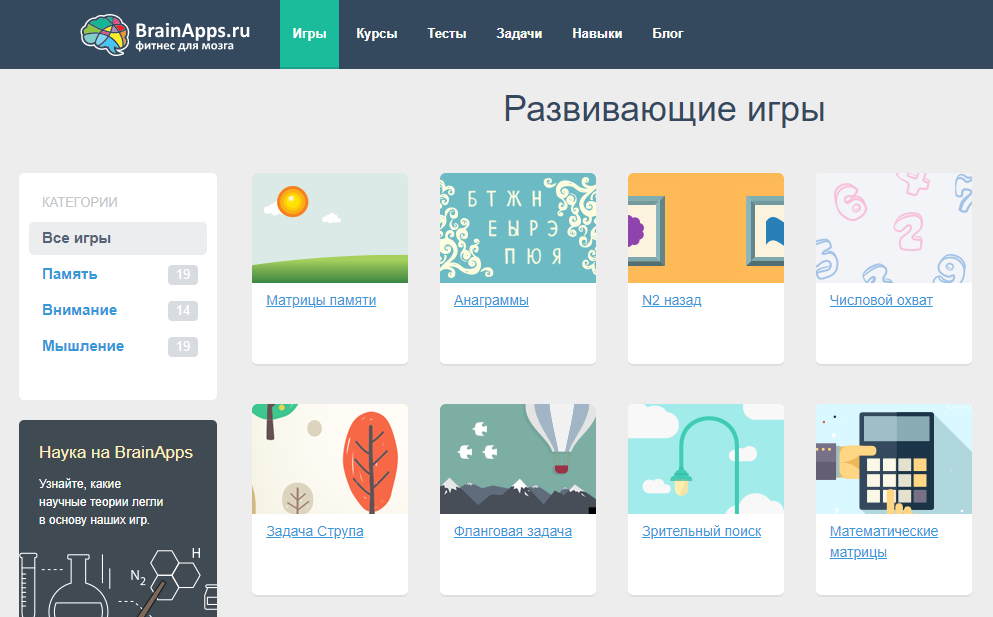 BrainApps.ru
фитнес для мозга
Игры
Курсы
Тесты
Задачи
Навыки
Блог
Развивающие игры
КАТЕГОРИИ
Все игры
Память 19
Внимание 14
Мышление 19
Наука на BrainApps
Узнайте, какие
научные теории легли
в основу наших игр.
H
N2
Б Т Ж Н
Е Ы Р Э
П Ю Я
Матрицы памяти
Анаграммы
N2 назад
Числовой охват
Задача Струпа
Фланговая задача
Зрительный поиск
Математические
матрицы